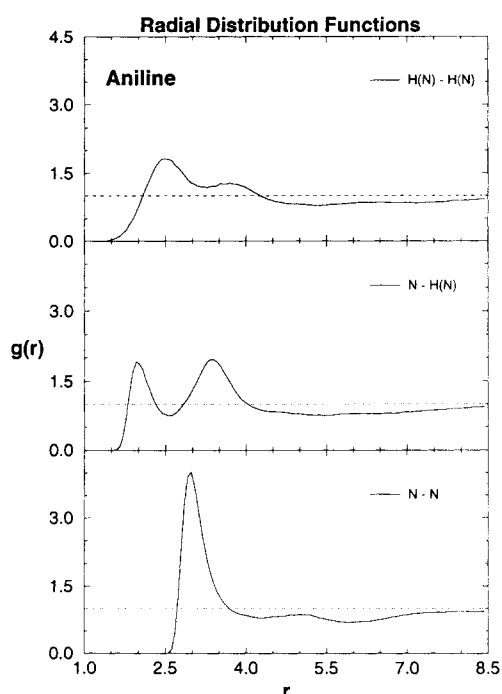 Radial Distribution Functions
4.5
Aniline
H(N) - H(N)
3.0
1.5
0.0
N - H(N)
3.0
g(r)
1.5
0.0
N - N
3.0
1.5
0.0
1.0 2.5 4.0 5.5 7.0 8.5
r